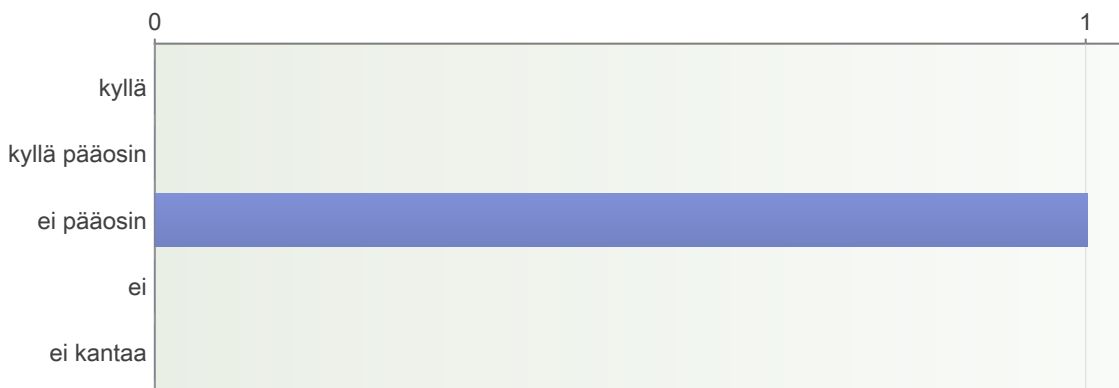 0 1
kyllä
kyllä pääosin
ei pääosin
ei
ei kantaa